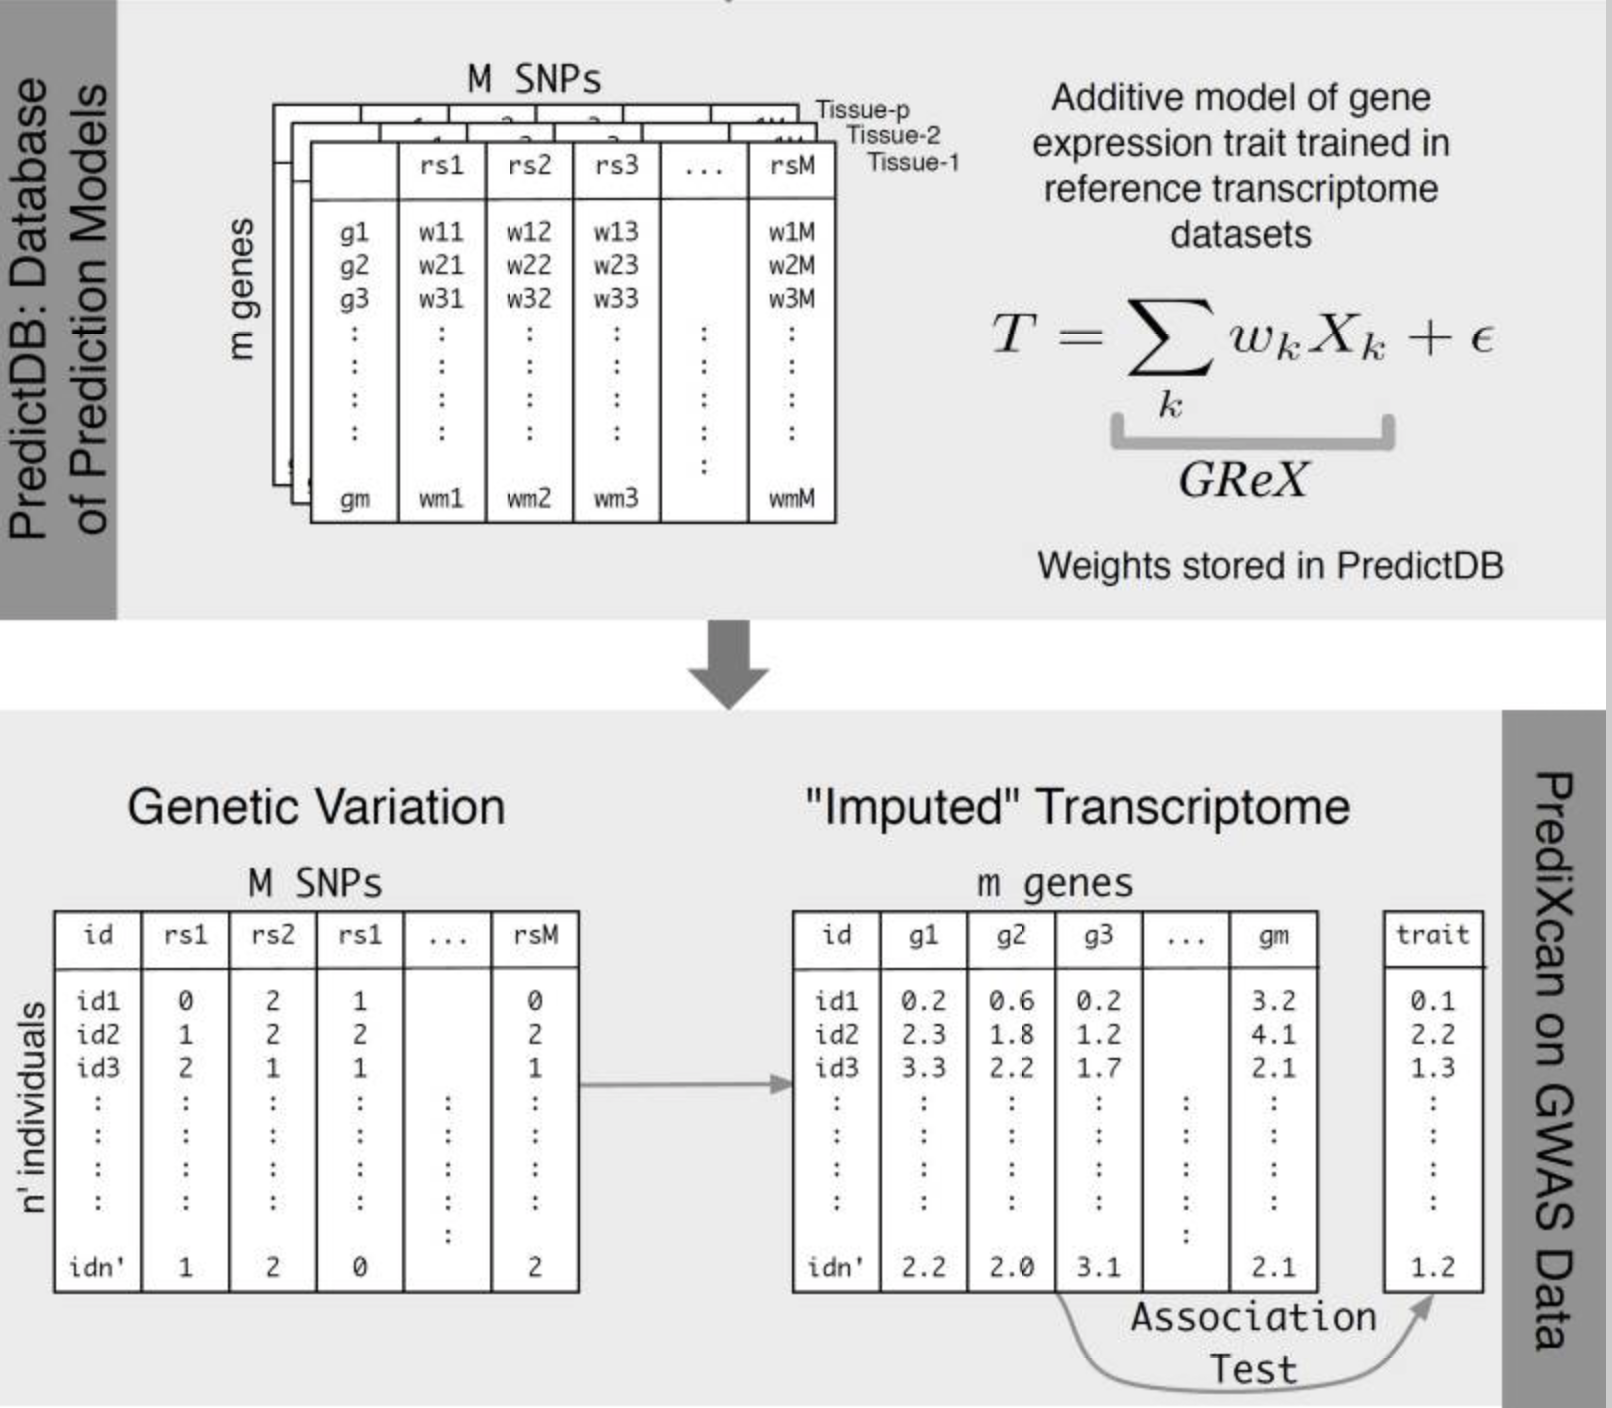 PredictDB: Database
of Prediction Models
M SNPs
Tissue-p
Tissue-2
Tissue-1
m genes
rs1 rs2 rs3 ... rsM
g1 w11 w12 w13 w1M
g2 w21 w22 w23 w2M
g3 w31 w32 w33 w3M
: : : : : :
: : : : : :
: : : : : :
: : : : : :
:
gm wm1 wm2 wm3 wmM
Additive model of gene
expression trait trained in
reference transcriptome
datasets
T = ∑ w_k X_k + ϵ
k
GReX
Weights stored in PredictDB
Genetic Variation
M SNPs
n' individuals
id rs1 rs2 rs1 ... rsM
id1 0 2 1 0
id2 1 2 2 2
id3 2 1 1 1
: : : : : :
: : : : : :
: : : : : :
: : : : : :
:
idn' 1 2 0 2
"Imputed" Transcriptome
m genes
id g1 g2 g3 ... gm trait
id1 0.2 0.6 0.2 3.2 0.1
id2 2.3 1.8 1.2 4.1 2.2
id3 3.3 2.2 1.7 2.1 1.3
: : : : : : :
: : : : : : :
: : : : : : :
: : : : : : :
:
idn' 2.2 2.0 3.1 2.1 1.2
Association
Test
PrediXcan on GWAS Data